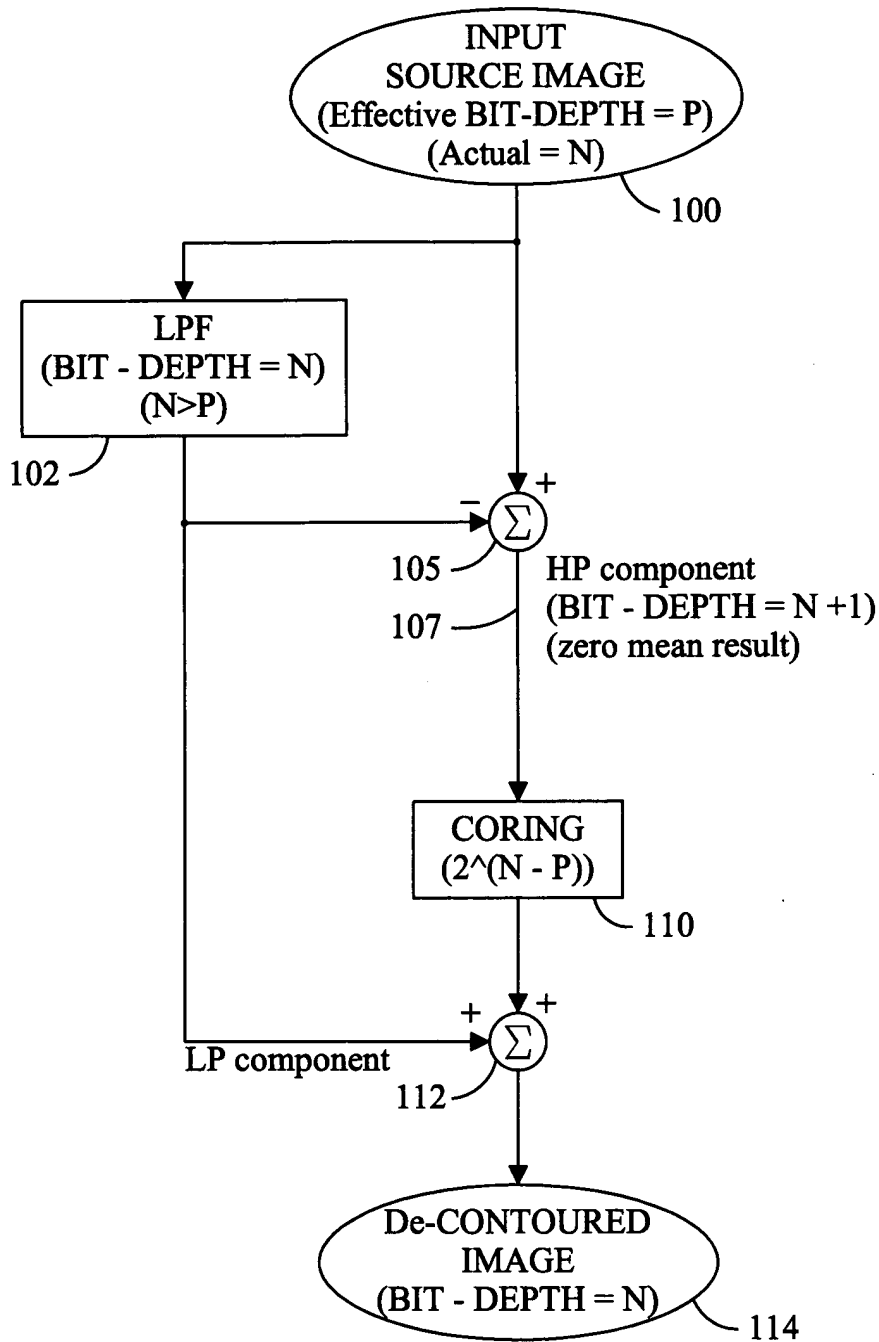 INPUT
SOURCE IMAGE
(Effective BIT-DEPTH = P)
(Actual = N)
100
LPF
(BIT - DEPTH = N)
(N>P)
102
+
−
Σ
105
107
HP component
(BIT - DEPTH = N +1)
(zero mean result)
CORING
(2^(N - P))
110
+
+
Σ
LP component
112
De-CONTOURED
IMAGE
(BIT - DEPTH = N)
114